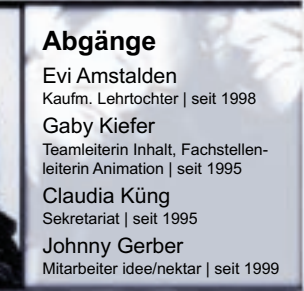 Abgänge
Evi Amstalden
Kaufm. Lehrtochter | seit 1998
Gaby Kiefer
Teamleiterin Inhalt, Fachstellen-
leiterin Animation | seit 1995
Claudia Küng
Sekretariat | seit 1995
Johnny Gerber
Mitarbeiter idee/nektar | seit 1999